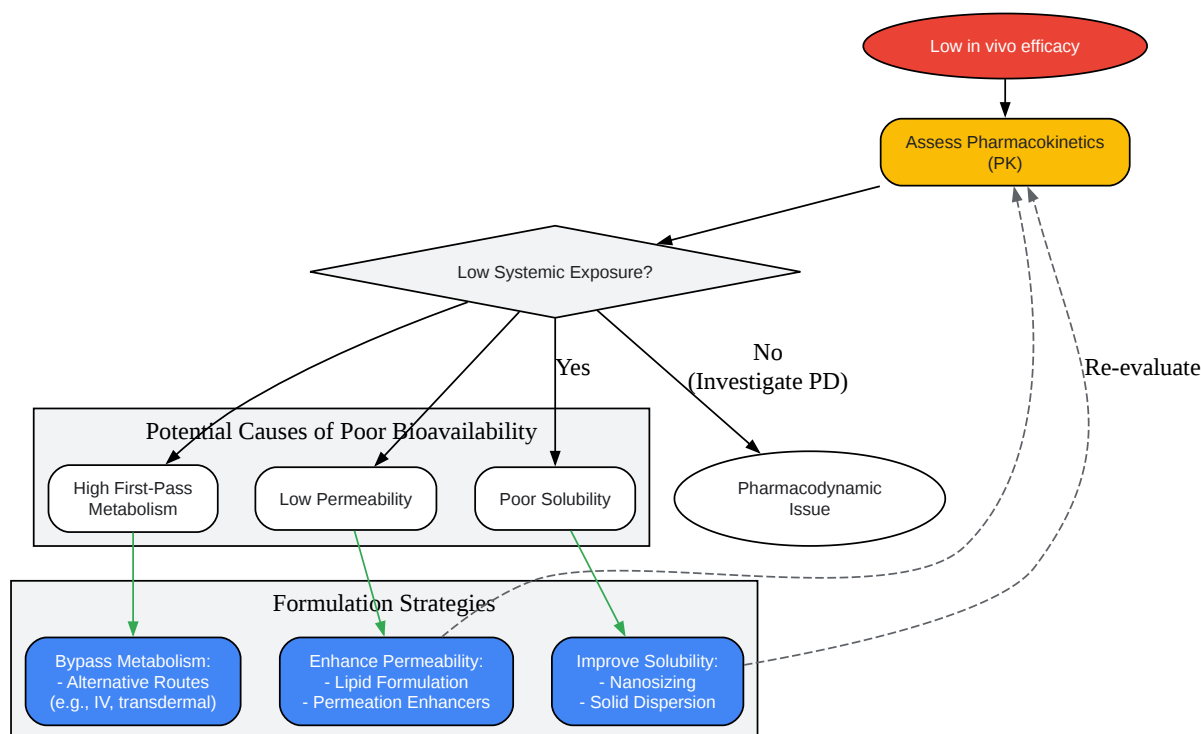 Low in vivo efficacy
Assess Pharmacokinetics
(PK)
Low Systemic Exposure?
Yes
No
(Investigate PD)
Re-evaluate
Potential Causes of Poor Bioavailability
High First-Pass
Metabolism
Low Permeability
Poor Solubility
Pharmacodynamic
Issue
Formulation Strategies
Bypass Metabolism:
- Alternative Routes
(e.g., IV, transdermal)
Enhance Permeability:
- Lipid Formulation
- Permeation Enhancers
Improve Solubility:
- Nanosizing
- Solid Dispersion